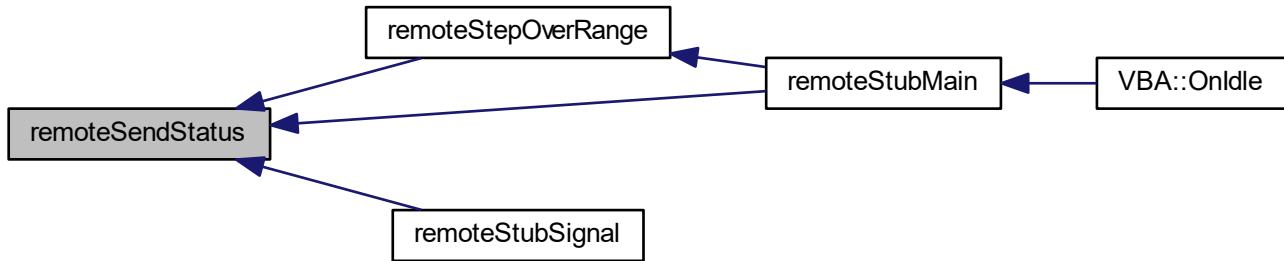 remoteSendStatus
remoteStepOverRange
remoteStubMain
VBA::OnIdle
remoteStubSignal